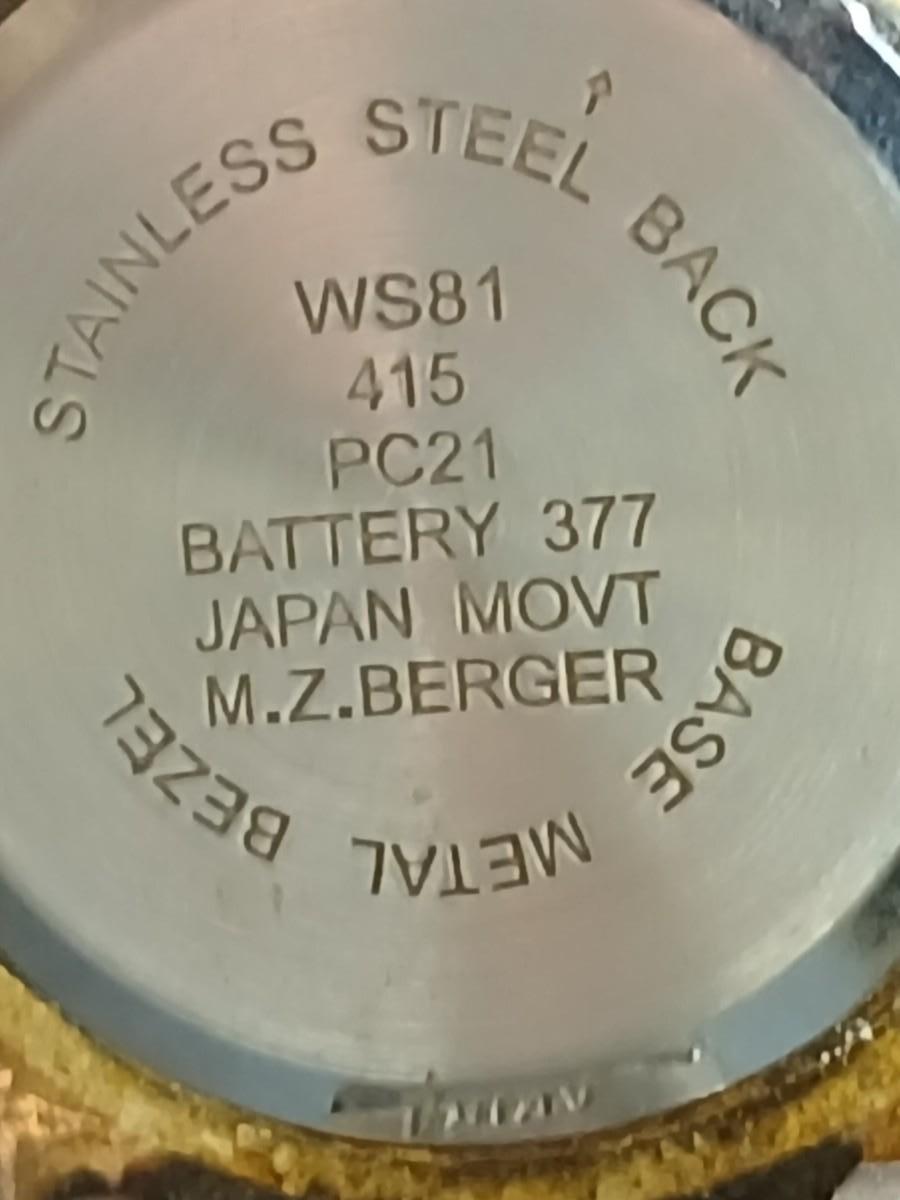 STAINLESS STEEL BACK
WS81
415
PC21
BATTERY 377
JAPAN MOVT
M.Z.BERGER
BASE METAL BEZEL